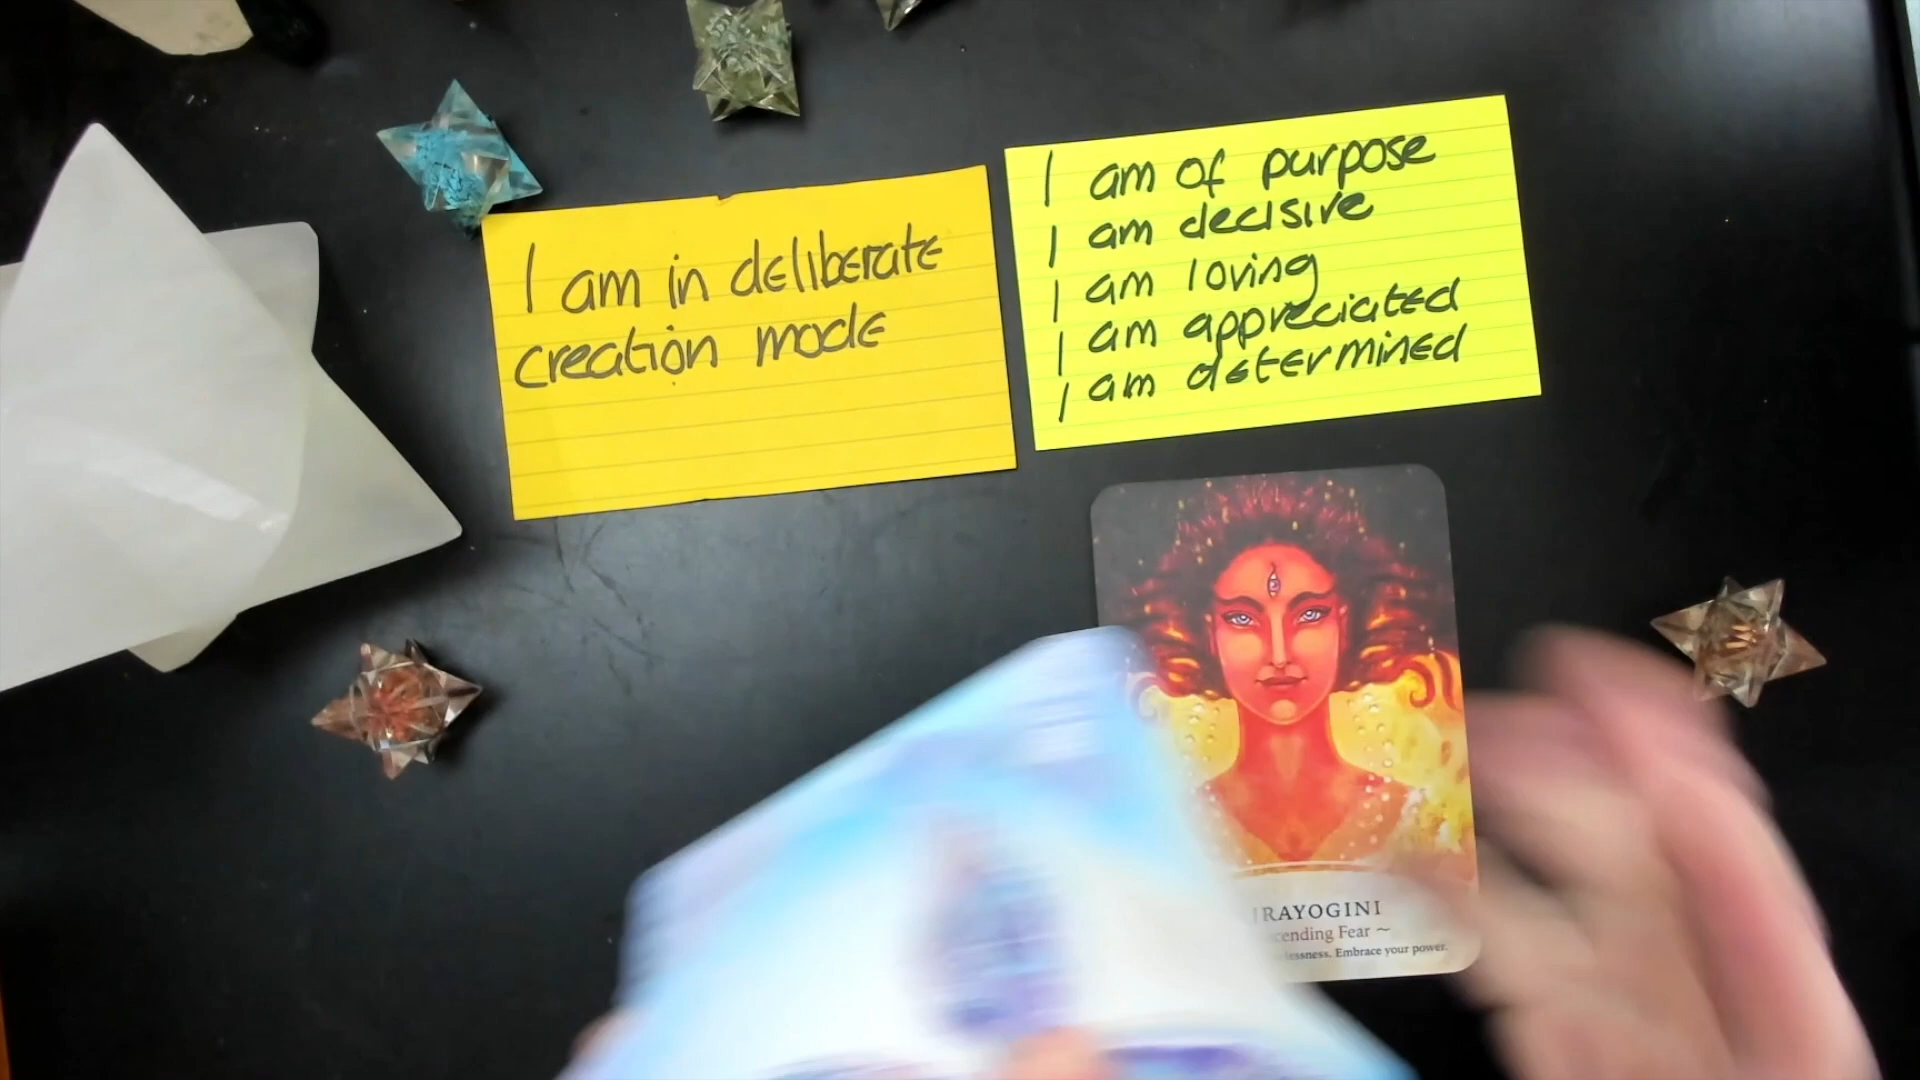 I am in deliberate
creation mode
I am of purpose
I am decisive
I am loving
I am appreciated
I am determined
JRAYOGINI
cending Fear ~
lessness. Embrace your power.